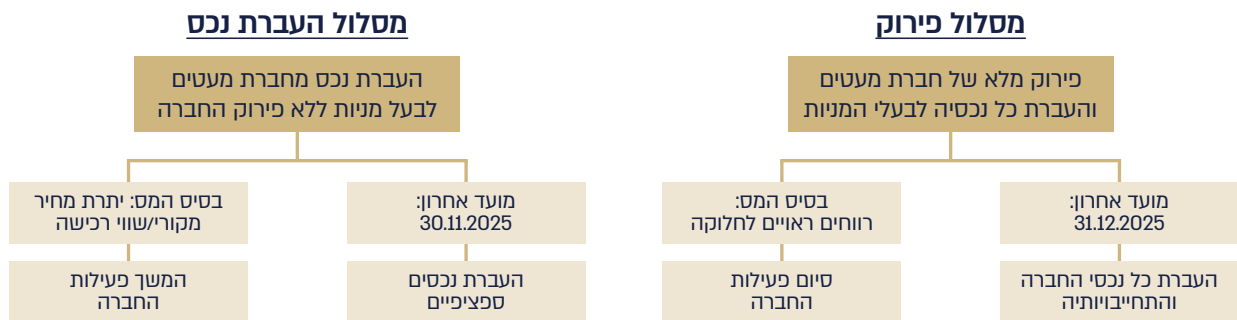 מסלול פירוק
פירוק מלא של חברת מעטים
והעברת כל נכסיה לבעלי המניות
מועד אחרון:
31.12.2025
בסיס המס:
רווחים ראויים לחלוקה
העברת כל נכסי החברה
והתחייבויותיה
סיום פעילות
החברה
מסלול העברת נכס
העברת נכס מחברת מעטים
לבעל מניות ללא פירוק החברה
מועד אחרון:
30.11.2025
בסיס המס: יתרת מחיר
מקורי/שווי רכישה
העברת נכסים
ספציפיים
המשך פעילות
החברה